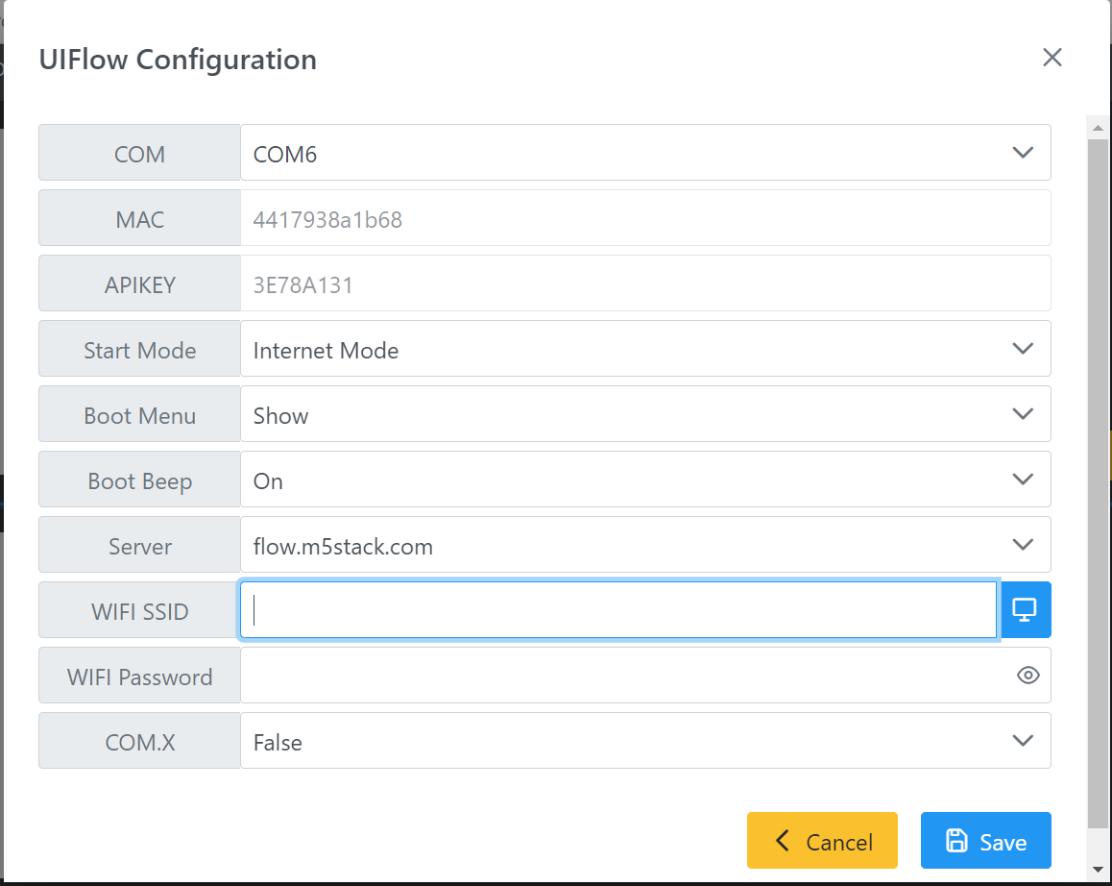 UIFlow Configuration
COM COM6
MAC 4417938a1b68
APIKEY 3E78A131
Start Mode Internet Mode
Boot Menu Show
Boot Beep On
Server flow.m5stack.com
WIFI SSID
WIFI Password
COM.X False
Cancel Save